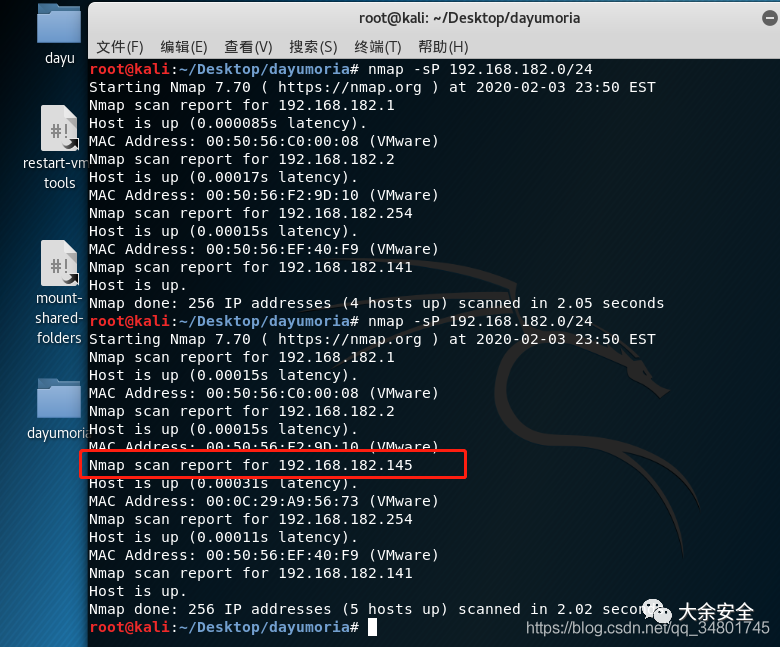 dayu
restart-vm
tools
mount-
shared-
folders
dayumoria
root@kali: ~/Desktop/dayumoria
文件(F) 编辑(E) 查看(V) 搜索(S) 终端(T) 帮助(H)
root@kali:~/Desktop/dayumoria# nmap -sP 192.168.182.0/24
Starting Nmap 7.70 ( https://nmap.org ) at 2020-02-03 23:50 EST
Nmap scan report for 192.168.182.1
Host is up (0.000085s latency).
MAC Address: 00:50:56:C0:00:08 (VMware)
Nmap scan report for 192.168.182.2
Host is up (0.00017s latency).
MAC Address: 00:50:56:F2:9D:10 (VMware)
Nmap scan report for 192.168.182.254
Host is up (0.00015s latency).
MAC Address: 00:50:56:EF:40:F9 (VMware)
Nmap scan report for 192.168.182.141
Host is up.
Nmap done: 256 IP addresses (4 hosts up) scanned in 2.05 seconds
root@kali:~/Desktop/dayumoria# nmap -sP 192.168.182.0/24
Starting Nmap 7.70 ( https://nmap.org ) at 2020-02-03 23:50 EST
Nmap scan report for 192.168.182.1
Host is up (0.00015s latency).
MAC Address: 00:50:56:C0:00:08 (VMware)
Nmap scan report for 192.168.182.2
Host is up (0.00015s latency).
MAC Address: 00:50:56:F2:9D:10 (VMware)
Nmap scan report for 192.168.182.145
Host is up (0.00031s latency).
MAC Address: 00:0C:29:A9:56:73 (VMware)
Nmap scan report for 192.168.182.254
Host is up (0.00011s latency).
MAC Address: 00:50:56:EF:40:F9 (VMware)
Nmap scan report for 192.168.182.141
Host is up.
Nmap done: 256 IP addresses (5 hosts up) scanned in 2.02 seconds
root@kali:~/Desktop/dayumoria#
大余安全
https://blog.csdn.net/qq_34801745